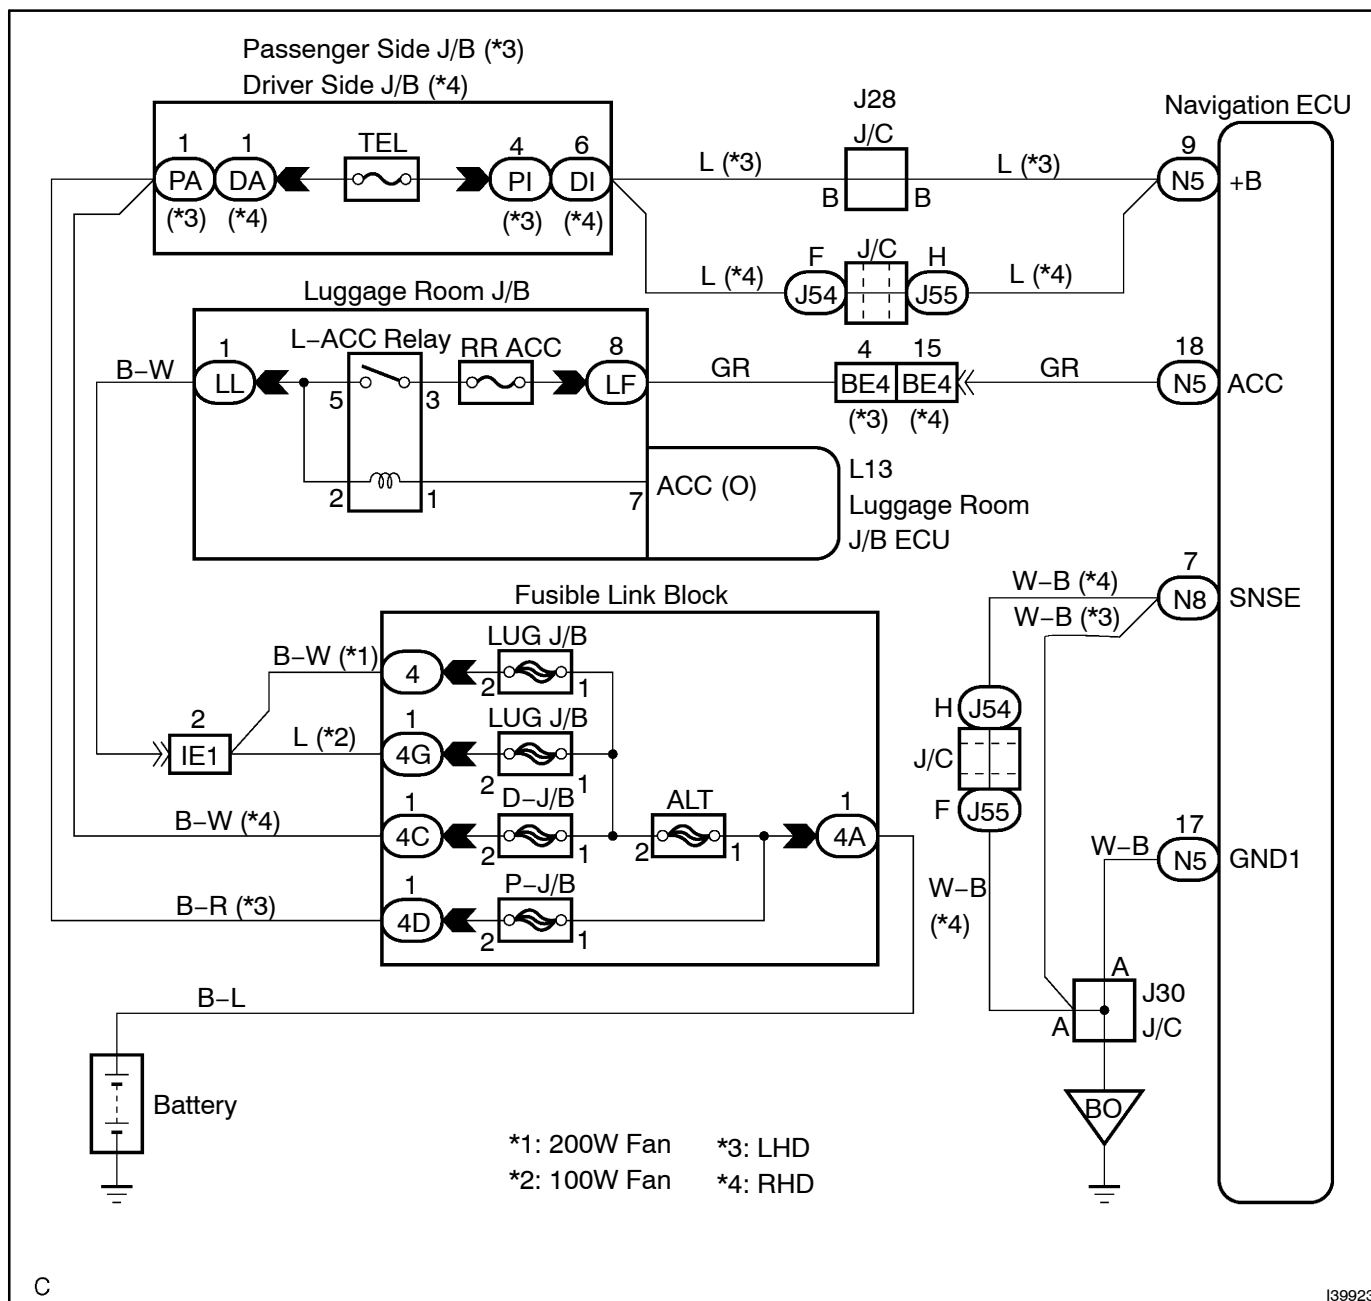 Passenger Side J/B (*3)
Driver Side J/B (*4)
J28
J/C
Navigation ECU
1 1 TEL 4 6
PA DA PI DI
(*3) (*4) (*3) (*4)
L (*3) L (*3)
B B
9
N5 +B
F J/C H
L (*4) J54 J55 L (*4)
Luggage Room J/B
L−ACC Relay
RR ACC
B−W 1 LL 5 3 8 LF
GR
4 15
BE4 BE4
(*3) (*4)
GR
18
N5 ACC
2 1 7 ACC (O)
L13
Luggage Room
J/B ECU
7
N8 SNSE
W−B (*4)
W−B (*3)
Fusible Link Block
B−W (*1) 4 LUG J/B 2 1
2
IE1
L (*2) 1 4G LUG J/B 2 1
B−W (*4) 1 4C D−J/B 2 1
ALT 2 1
1 4A
B−R (*3) 1 4D P−J/B 2 1
H J54
J/C
F J55
W−B
(*4)
W−B
17
N5 GND1
A
A
J30
J/C
BO
B−L
Battery
*1: 200W Fan *3: LHD
*2: 100W Fan *4: RHD
C
I39923